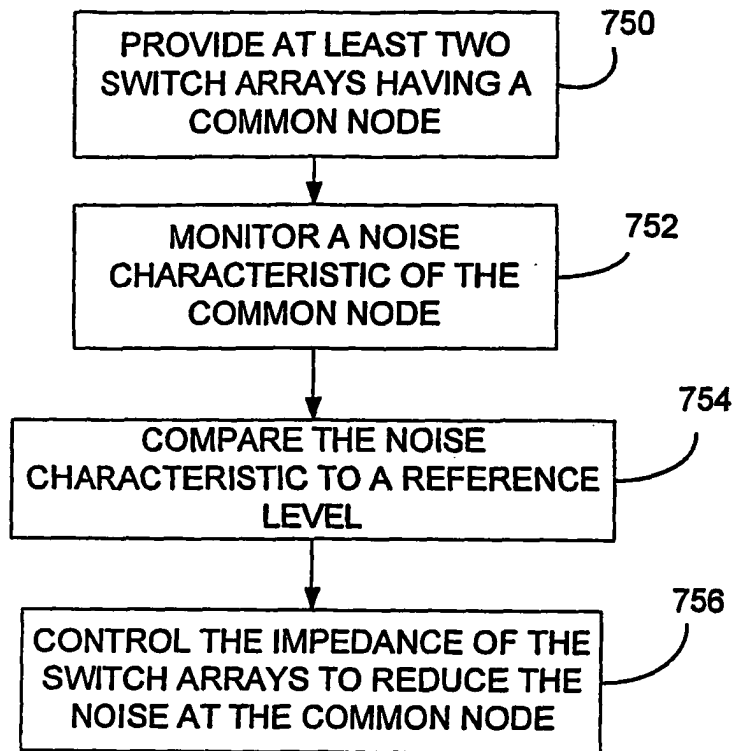 PROVIDE AT LEAST TWO
SWITCH ARRAYS HAVING A
COMMON NODE
750
MONITOR A NOISE
CHARACTERISTIC OF THE
COMMON NODE
752
COMPARE THE NOISE
CHARACTERISTIC TO A REFERENCE
LEVEL
754
CONTROL THE IMPEDANCE OF THE
SWITCH ARRAYS TO REDUCE THE
NOISE AT THE COMMON NODE
756